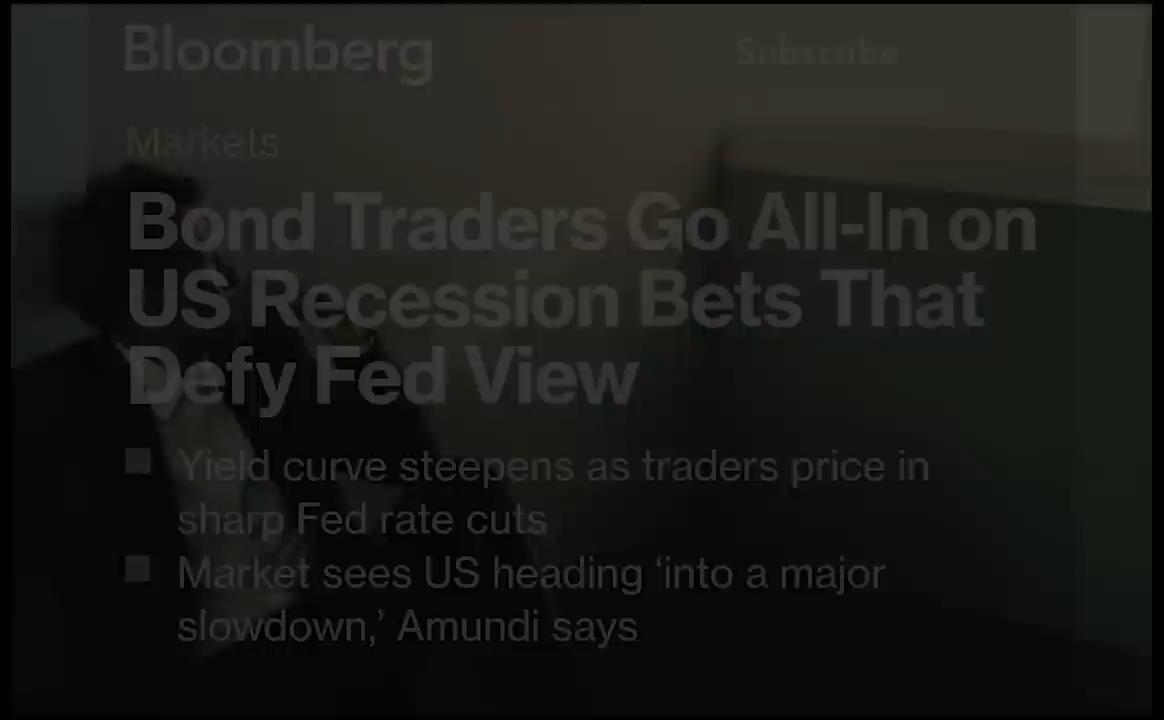 Bloomberg
Subscribe
Markets
Bond Traders Go All-In on
US Recession Bets That
Defy Fed View
Yield curve steepens as traders price in
sharp Fed rate cuts
Market sees US heading ‘into a major
slowdown,’ Amundi says